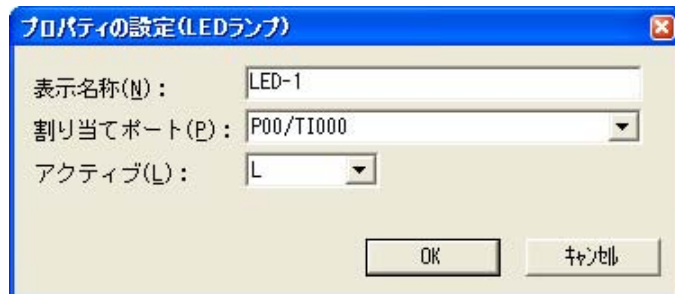 プロパティの設定(LEDランプ)
表示名称(N): LED-1
割り当てポート(P): P00/TI000
アクティブ(L): L
OK ｷｬﾝｾﾙ